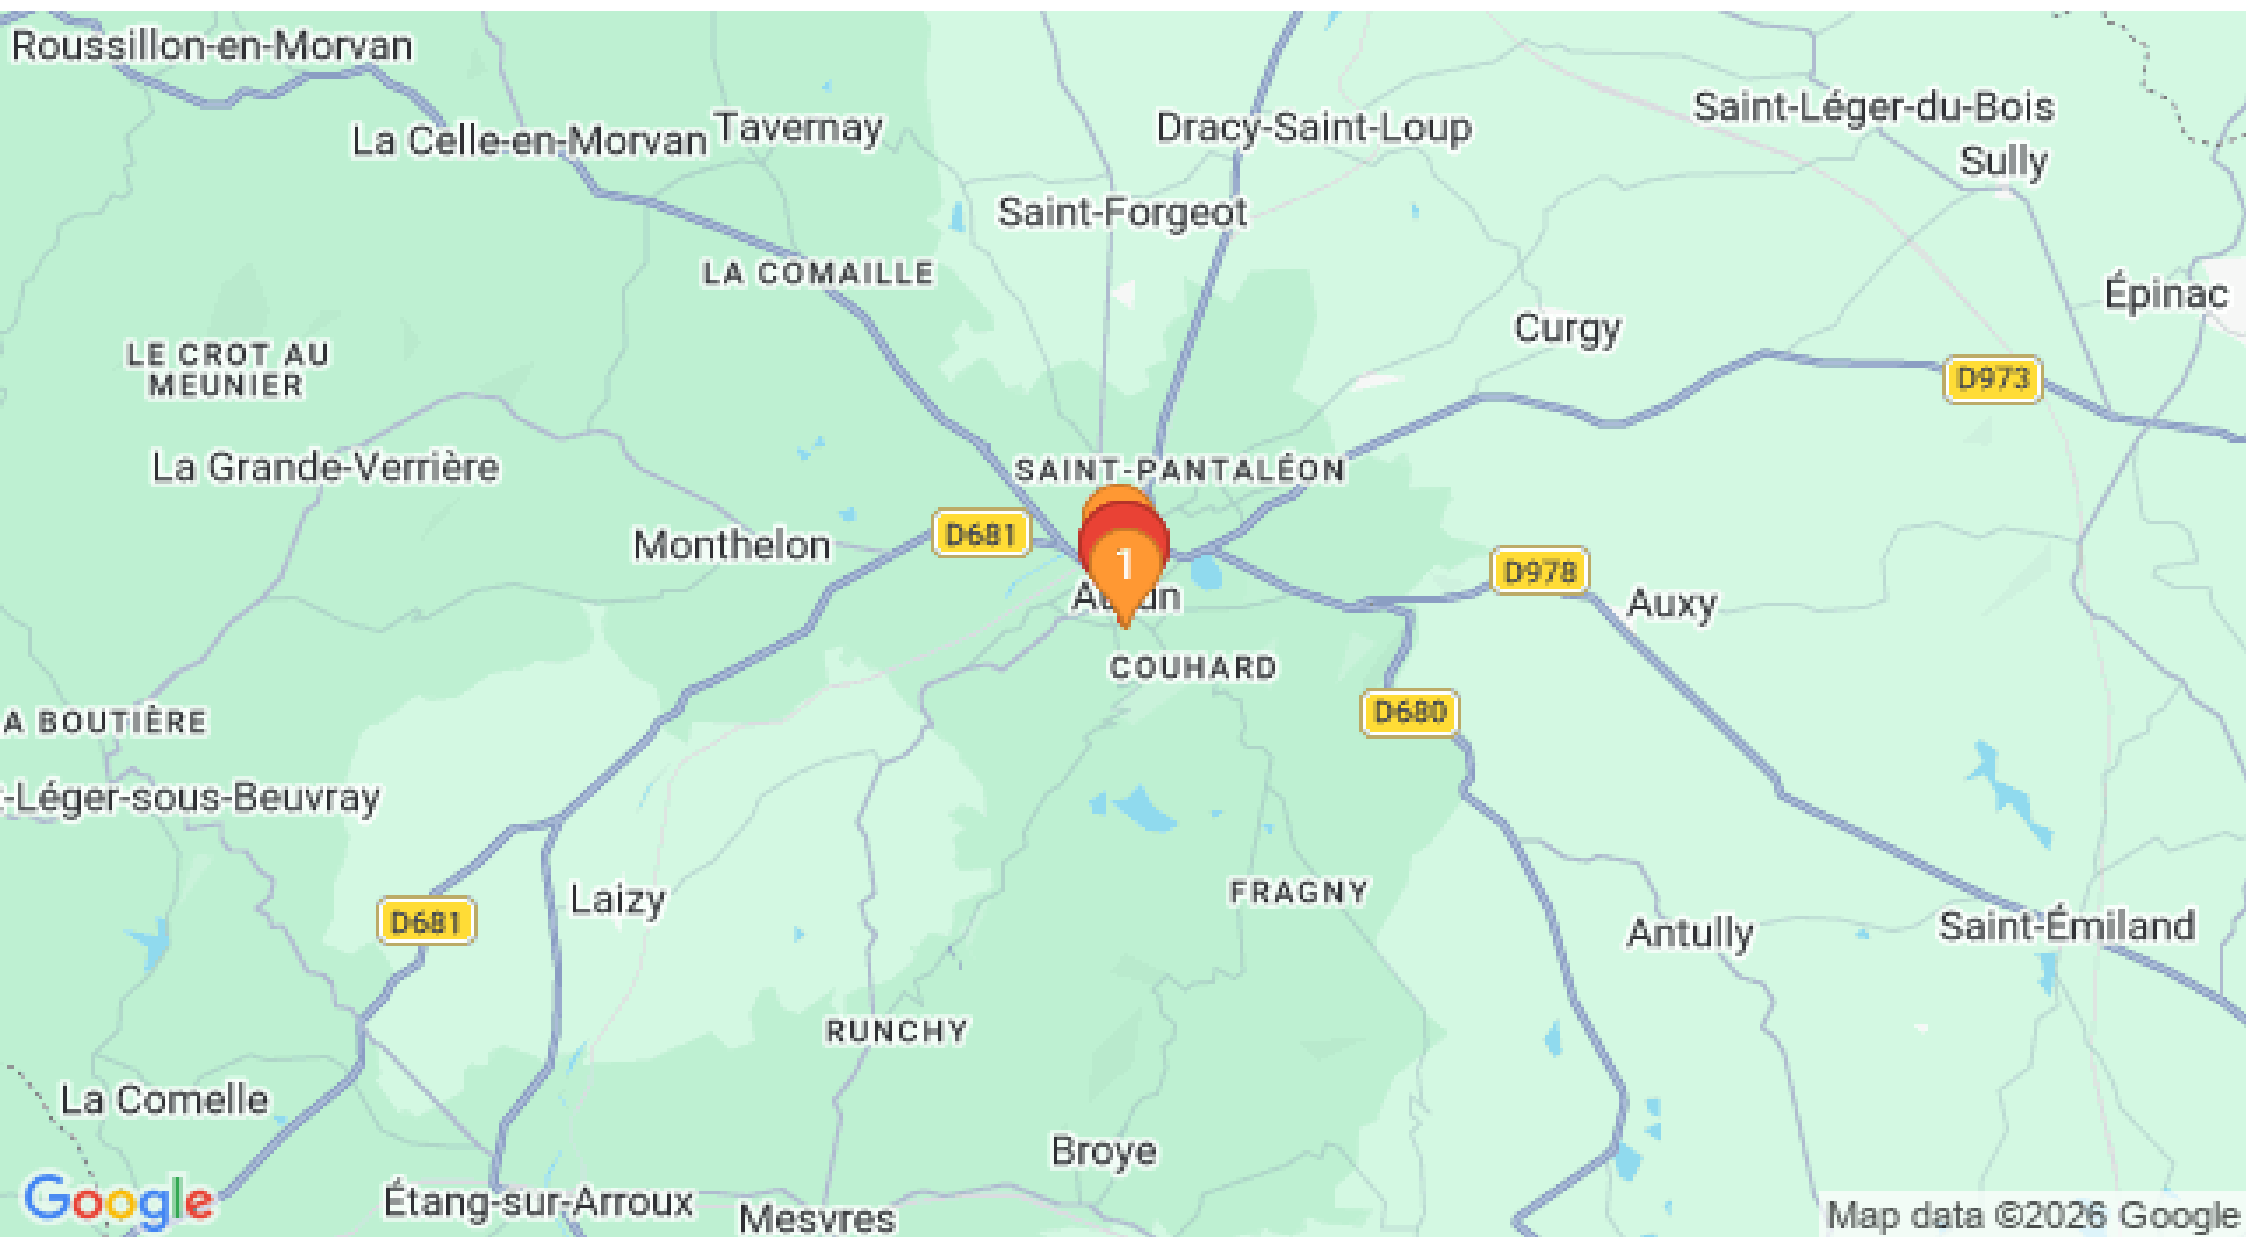 Roussillon-en-Morvan
La Celle-en-Morvan
Tavernay
Dracy-Saint-Loup
Saint-Léger-du-Bois
Sully
Saint-Forgeot
LA COMAILLE
Épinac
Curgy
LE CROT AU
MEUNIER
D973
La Grande-Verrière
SAINT-PANTALÉON
Monthelon
D681
1
D978
Auxy
COUHARD
D680
A BOUTIÈRE
-Léger-sous-Beuvray
Laizy
FRAGNY
D681
Antully
Saint-Émiland
RUNCHY
La Comelle
Broye
Étang-sur-Arroux
Mesvres
Google
Map data ©2026 Google